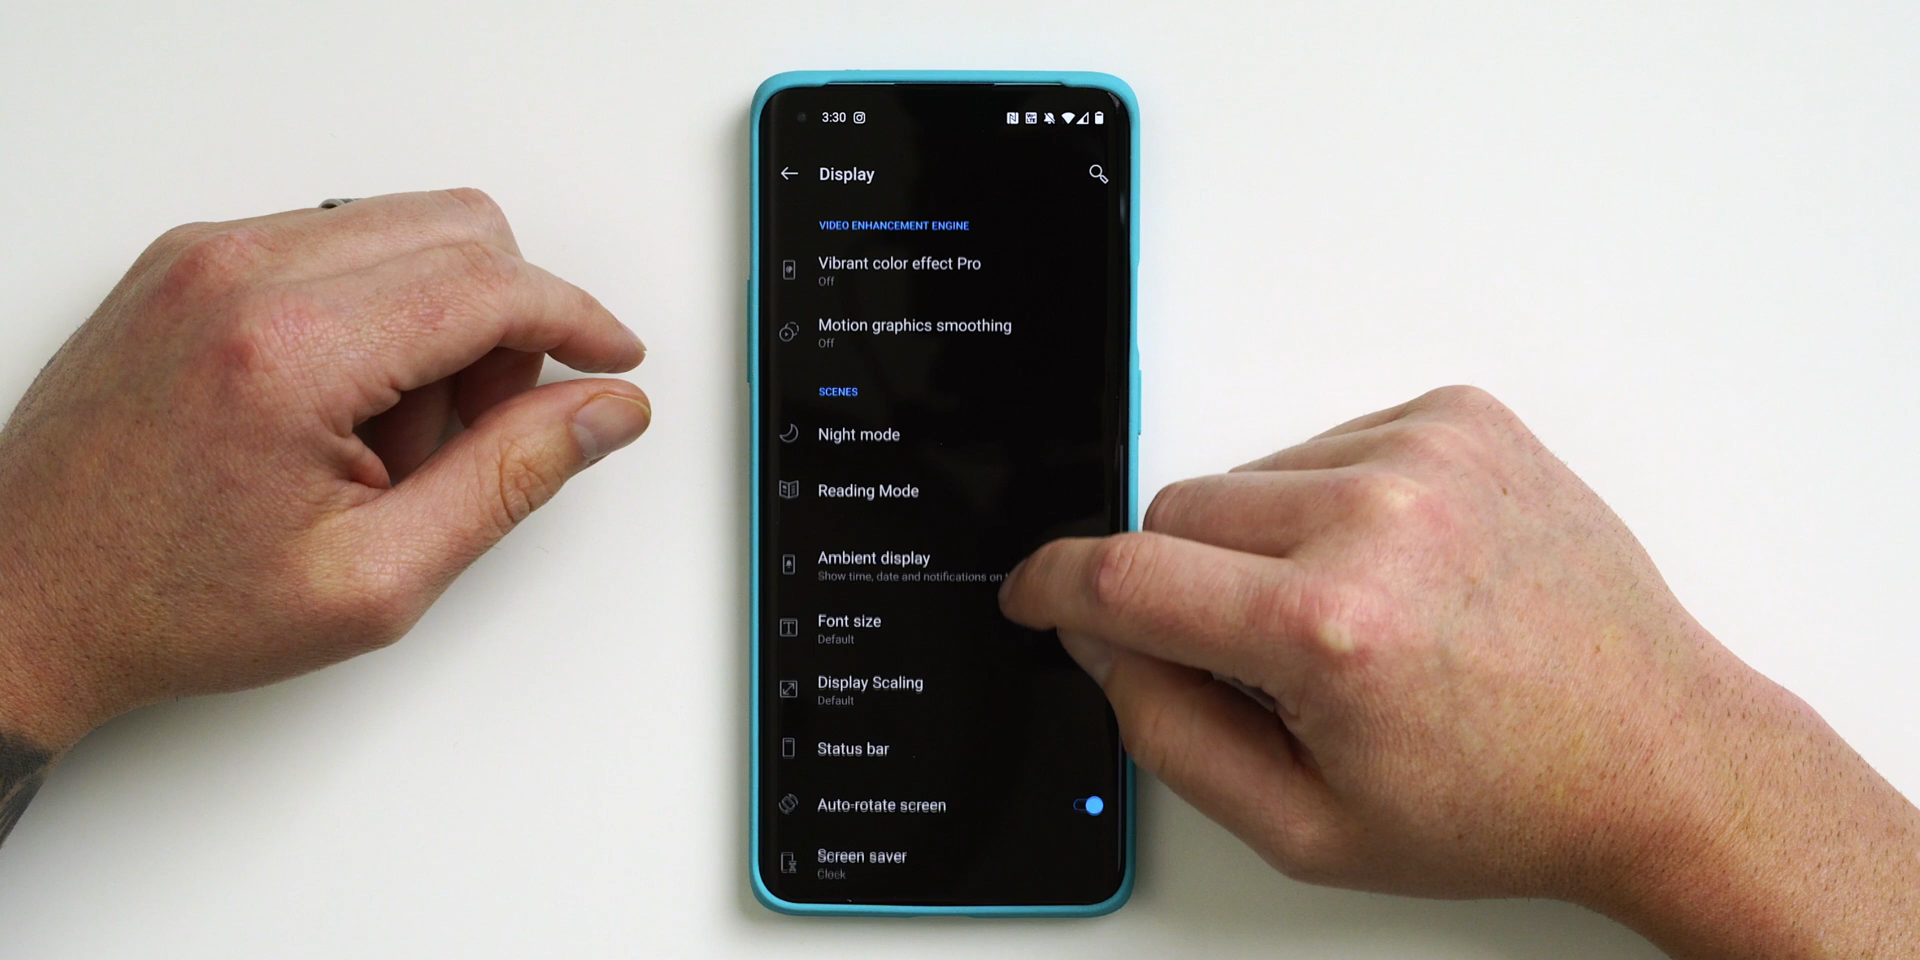 3:30
Display
VIDEO ENHANCEMENT ENGINE
Vibrant color effect Pro
Off
Motion graphics smoothing
Off
SCENES
Night mode
Reading Mode
Ambient display
Show time, date and notifications on
Font size
Default
Display Scaling
Default
Status bar
Auto-rotate screen
Screen saver
Clock